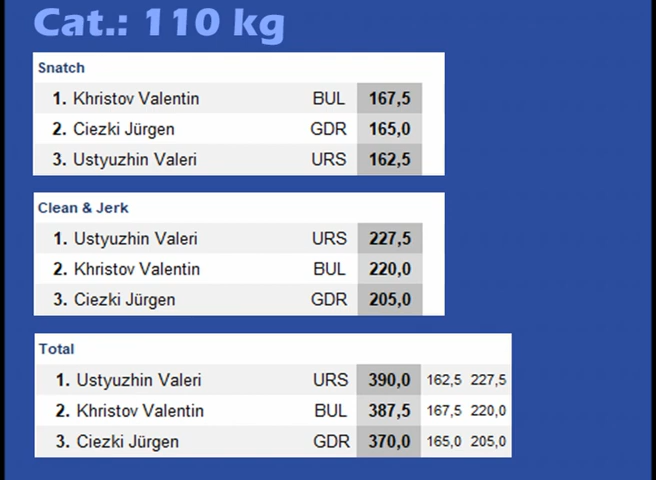 Cat.: 110 kg
Snatch
1. Khristov Valentin BUL 167,5
2. Ciezki Jürgen GDR 165,0
3. Ustyuzhin Valeri URS 162,5
Clean & Jerk
1. Ustyuzhin Valeri URS 227,5
2. Khristov Valentin BUL 220,0
3. Ciezki Jürgen GDR 205,0
Total
1. Ustyuzhin Valeri URS 390,0 162,5 227,5
2. Khristov Valentin BUL 387,5 167,5 220,0
3. Ciezki Jürgen GDR 370,0 165,0 205,0